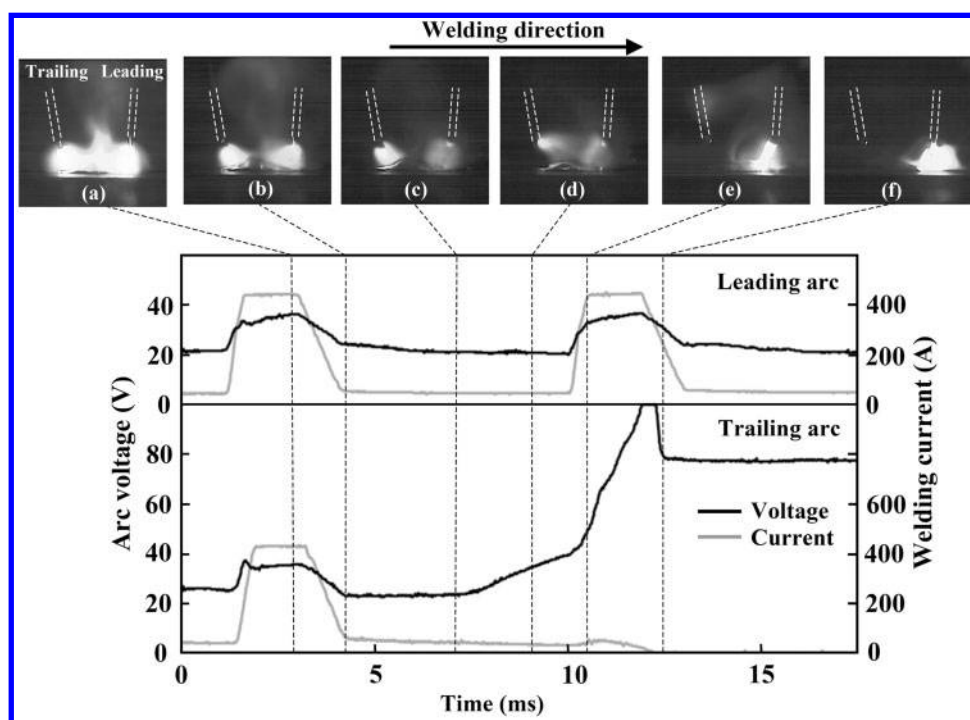 Welding direction
Trailing Leading
(a) (b) (c) (d) (e) (f)
Leading arc
40 400
20 200
0 0
Trailing arc
80
60 600
Voltage
Current
40 400
20 200
0 0
0 5 10 15
Time (ms)
Arc voltage (V)
Welding current (A)